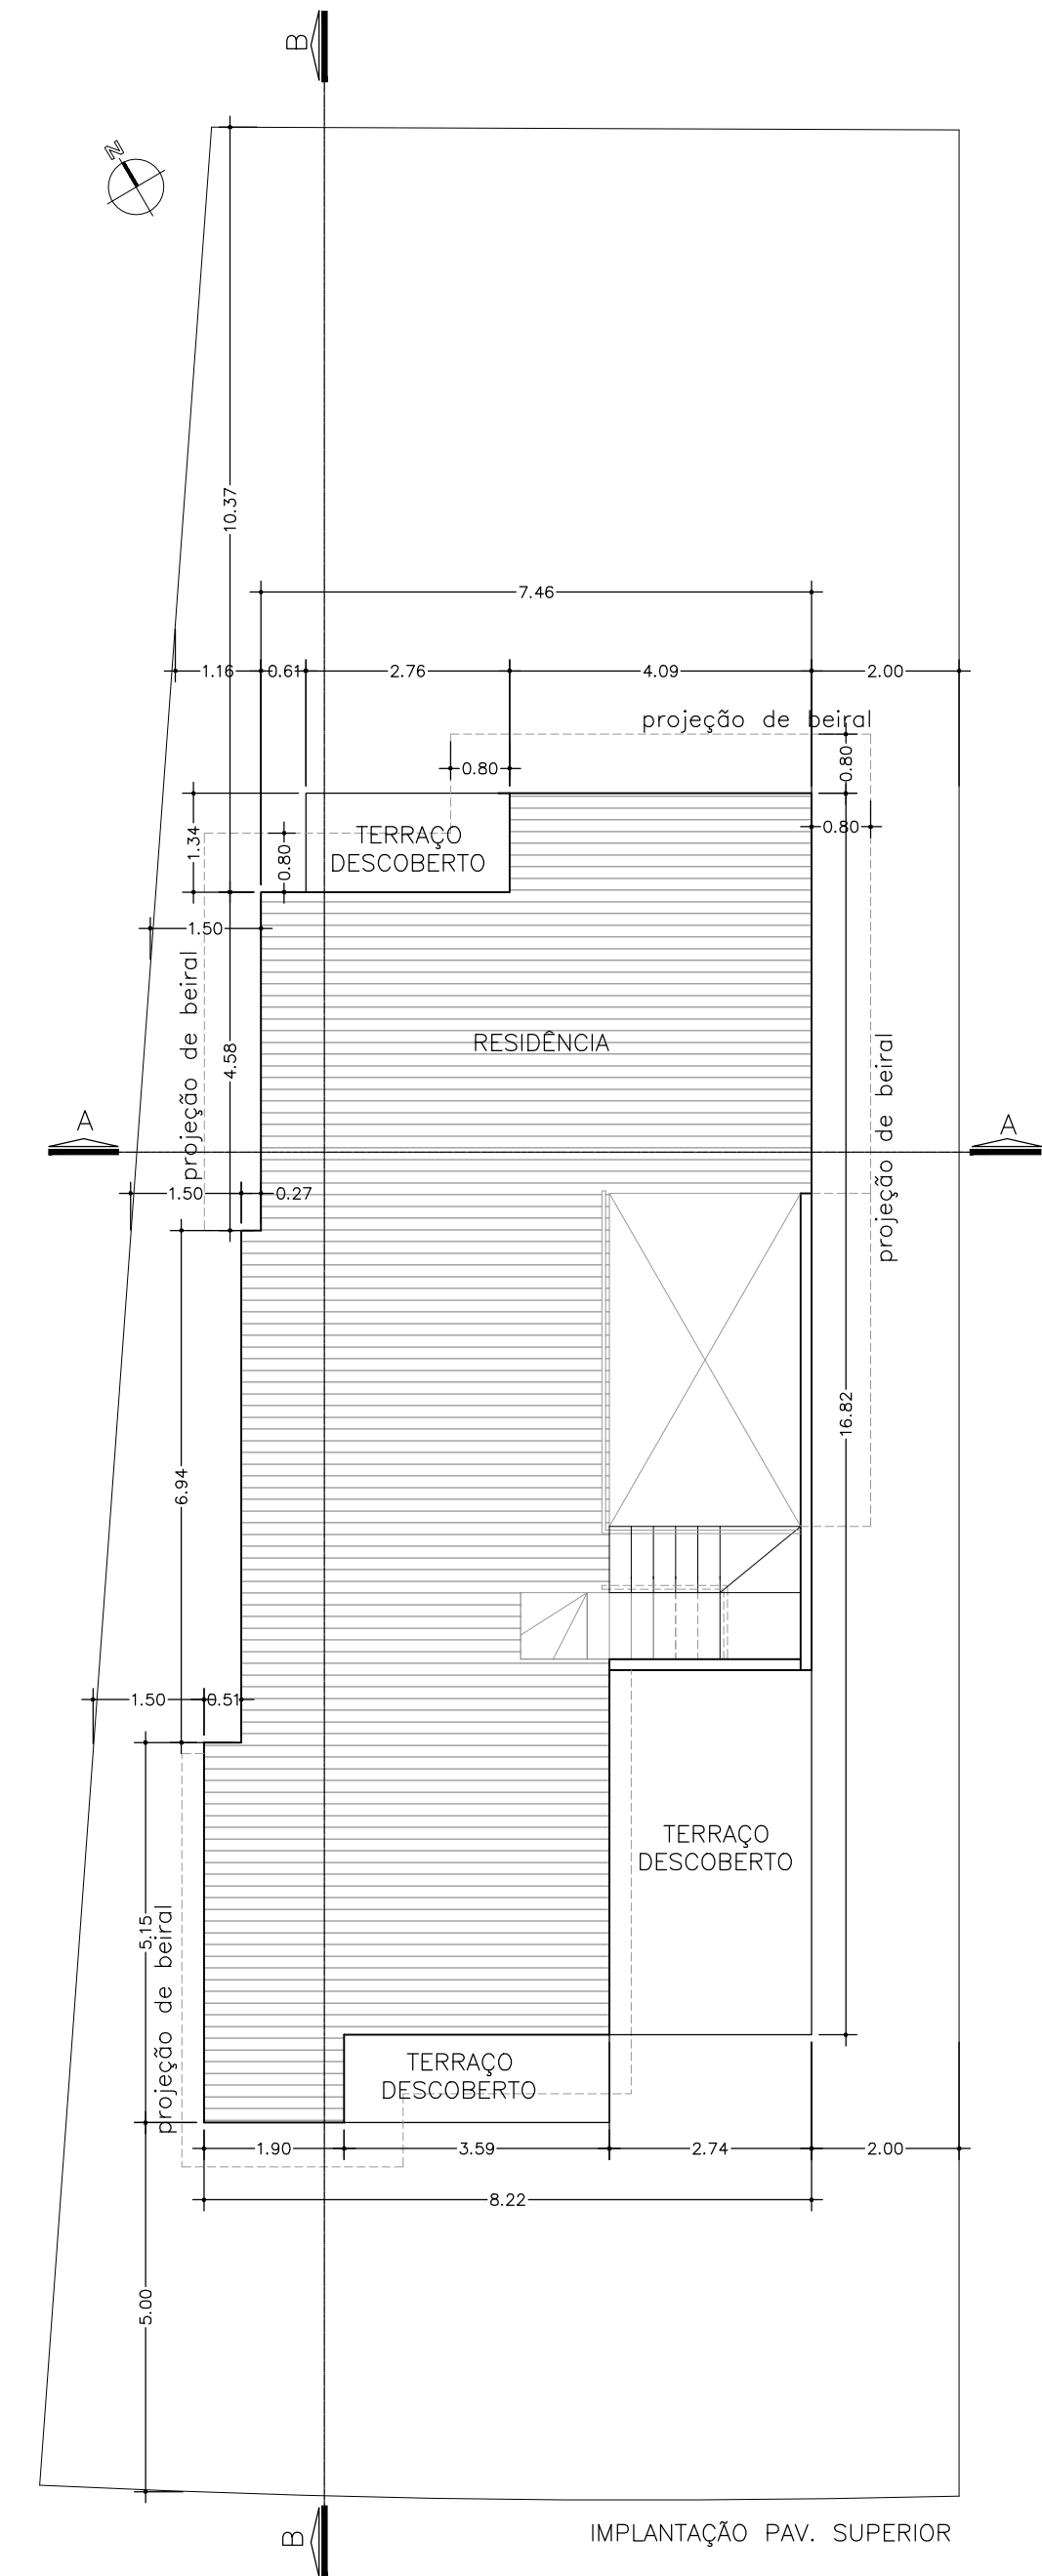 B
N
10.37
7.46
1.16
0.61
2.76
4.09
2.00
projeção de beiral
0.80
0.80
0.80
1.34
0.80
TERRAÇO
DESCOBERTO
1.50
projeção de beiral
4.58
RESIDÊNCIA
projeção de beiral
A
A
1.50
0.27
16.82
6.94
1.50
0.51
TERRAÇO
DESCOBERTO
5.15
projeção de beiral
TERRAÇO
DESCOBERTO
1.90
3.59
2.74
2.00
8.22
5.00
B
IMPLANTAÇÃO PAV. SUPERIOR